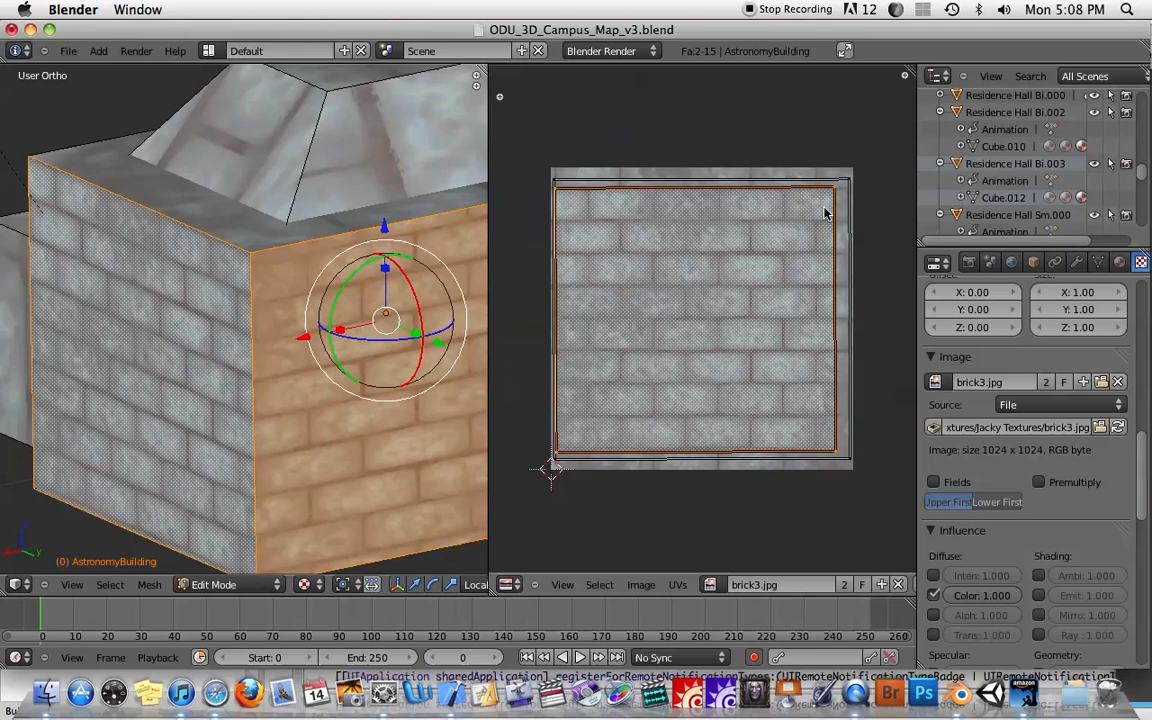 Blender Window Stop Recording 12 Mon 5:08 PM
ODU_3D_Campus_Map_v3.blend
File Add Render Help Default Scene Blender Render Fa:2-15 | AstronomyBuilding
User Ortho
View Search All Scenes
Residence Hall Bi.000
Residence Hall Bi.002
Animation
Cube.010
Residence Hall Bi.003
Animation
Cube.012
Residence Hall Sm.000
Animation
X: 0.00 X: 1.00
Y: 0.00 Y: 1.00
Z: 0.00 Z: 1.00
Image
brick3.jpg 2 F
Source: File
xtures/Jacky Textures/brick3.jpg
Image: size 1024 x 1024, RGB byte
Fields Premultiply
Upper First Lower First
Influence
Diffuse: Shading:
Inten: 1.000 Ambi: 1.000
Color: 1.000 Emit: 1.000
Alph: 1.000 Mirro: 1.000
Trans: 1.000 Ray : 1.000
Specular: Geometry:
(0) AstronomyBuilding
View Select Mesh Edit Mode Local
View Select Image UVs brick3.jpg 2 F
0 10 20 30 40 50 60 70 80 90 100 110 120 130 140 150 160 170 180 190 200 210 220 230 240 250 260
View Frame Playback Start: 0 End: 250 0 No Sync
[[UIApplication sharedApplication] registerForRemoteNotificationTypes:(UIRemoteNotificationTypeBadge | UIRemoteNotificationT